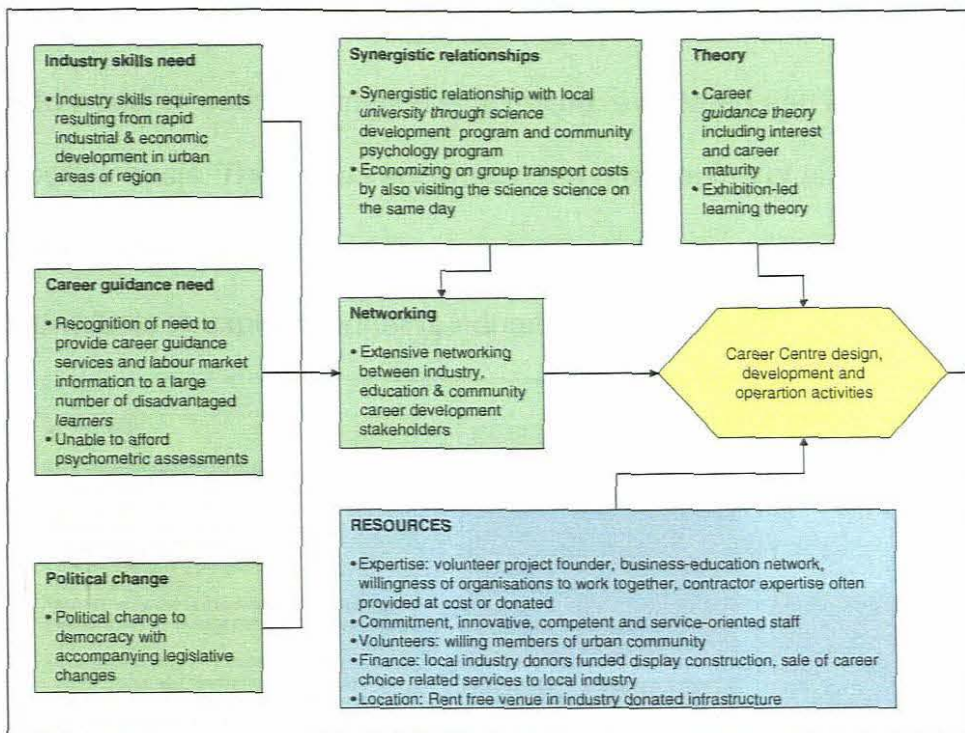 Industry skills need
• Industry skills requirements
resulting from rapid
industrial & economic
development in urban
areas of region
Career guidance need
• Recognition of need to
provide career guidance
services and labour market
information to a large
number of disadvantaged
learners
• Unable to afford
psychometric assessments
Political change
• Political change to
democracy with
accompanying legislative
changes
Synergistic relationships
• Synergistic relationship with local
university through science
development program and community
psychology program
• Economizing on group transport costs
by also visiting the science science on
the same day
Networking
• Extensive networking
between industry,
education & community
career development
stakeholders
Theory
• Career
guidance theory
including interest
and career
maturity
• Exhibition-led
learning theory
Career Centre design,
development and
operartion activities
RESOURCES
• Expertise: volunteer project founder, business-education network,
willingness of organisations to work together, contractor expertise often
provided at cost or donated
• Commitment, innovative, competent and service-oriented staff
• Volunteers: willing members of urban community
• Finance: local industry donors funded display construction, sale of career
choice related services to local industry
• Location: Rent free venue in industry donated infrastructure